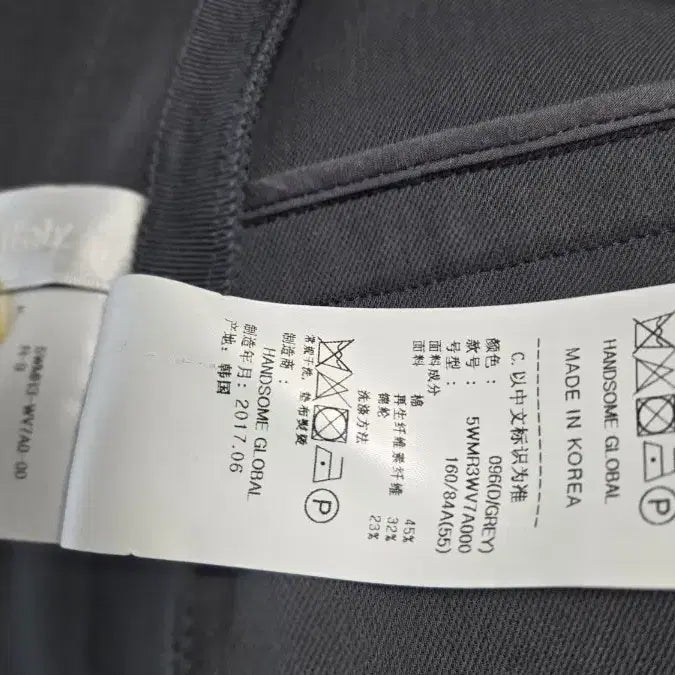 HANDSOME GLOBAL
MADE IN KOREA
C. 以中文标识为准
颜色: 096(D/GREY)
款号: 5WMR3WV7A000
号型: 160/84A(55)
面料成分
面料 棉 45%
再生纤维素纤维 32%
锦纶 23%
洗涤方法
P
P
常规干洗, 垫布熨烫
制造商:
HANDSOME GLOBAL
制造年月: 2017.06
产地: 韩国